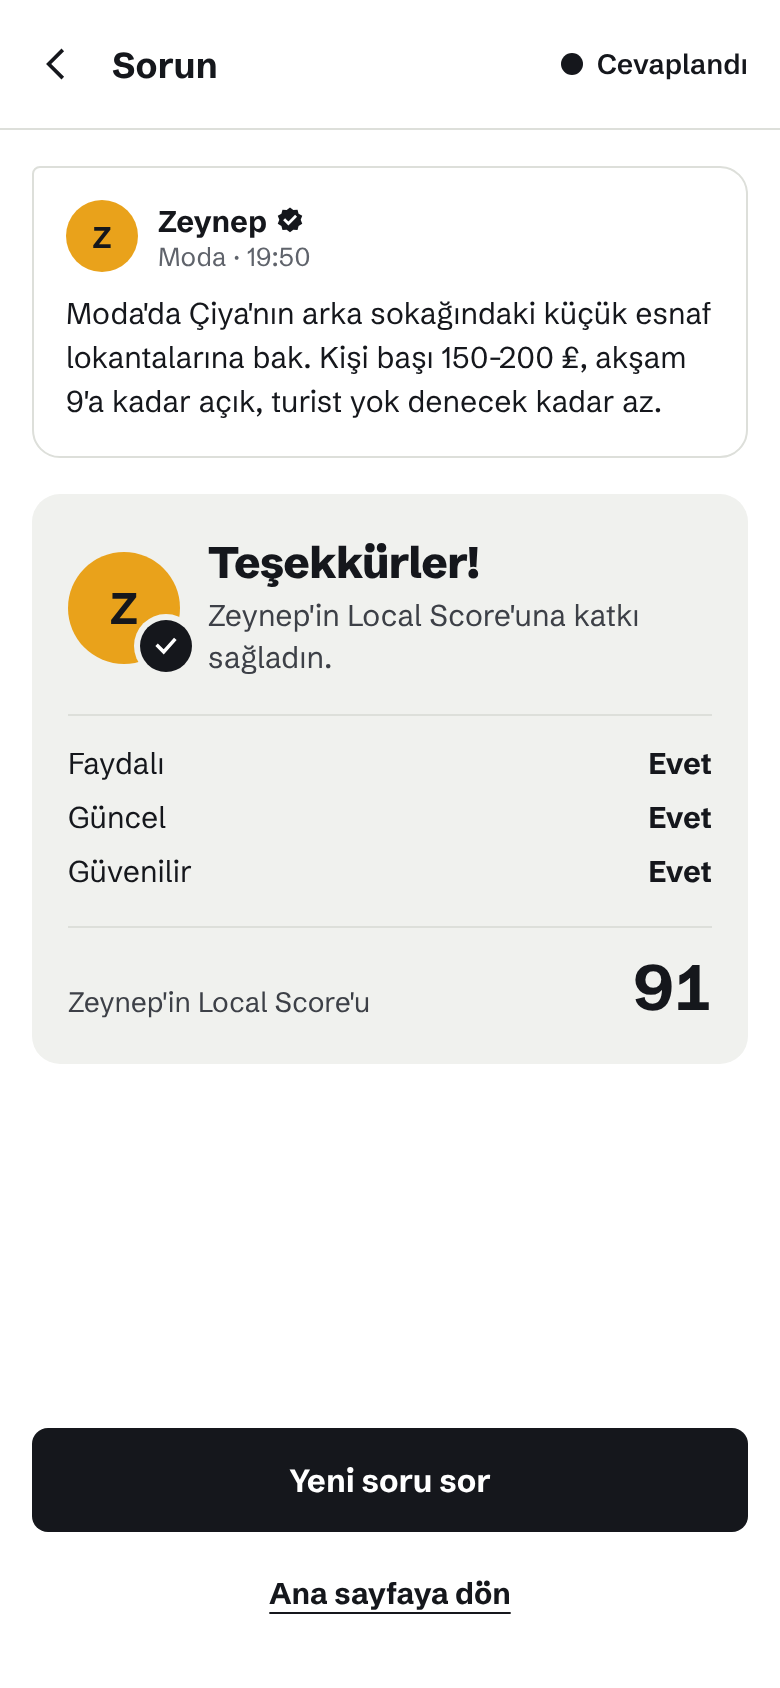 Sorun
Cevaplandı
Z
Zeynep
Moda • 19:50
Moda'da Çiya'nın arka sokağındaki küçük esnaf
lokantalarına bak. Kişi başı 150–200 ₤, akşam
9'a kadar açık, turist yok denecek kadar az.
Z
Teşekkürler!
Zeynep'in Local Score'una katkı
sağladın.
Faydalı Evet
Güncel Evet
Güvenilir Evet
Zeynep'in Local Score'u 91
Yeni soru sor
Ana sayfaya dön